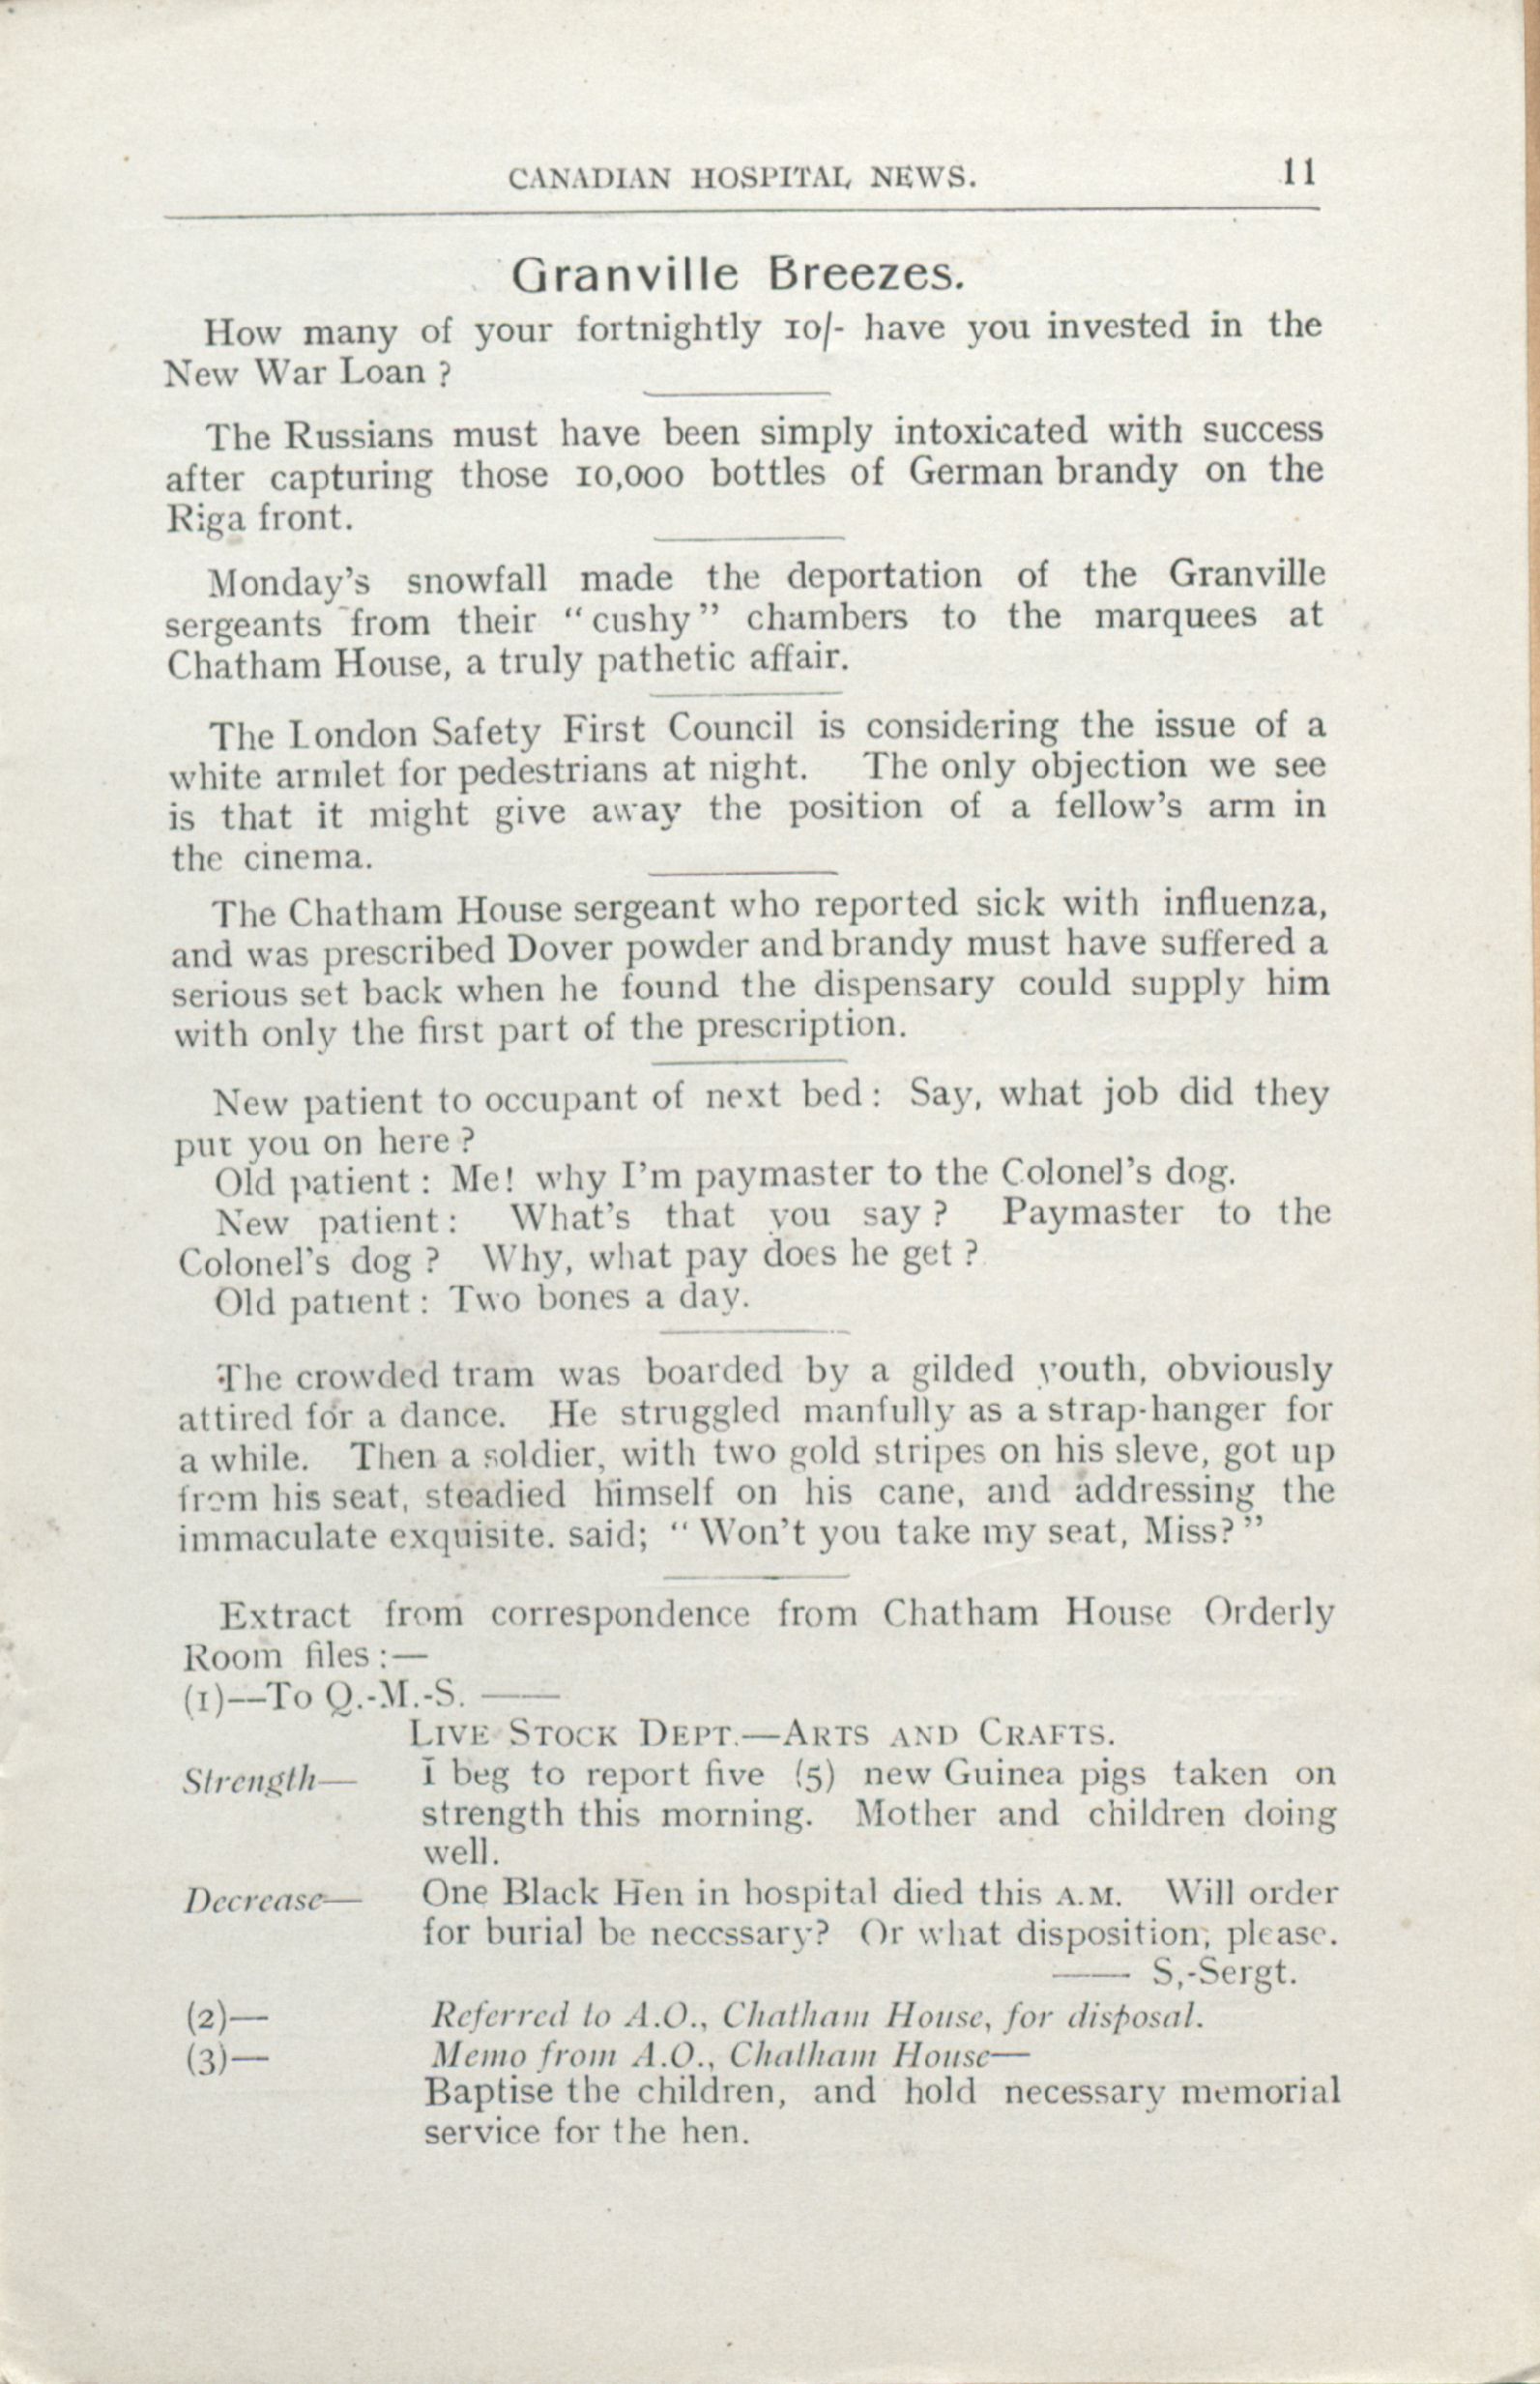 CANADIAN HOSPITAL NEWS. 11
Granville Breezes.
How many of your fortnightly 10/- have you invested in the
New War Loan ?
The Russians must have been simply intoxicated with success
after capturing those 10,000 bottles of German brandy on the
Riga front.
Monday's snowfall made the deportation of the Granville
sergeants from their "cushy" chambers to the marquees at
Chatham House, a truly pathetic affair.
The London Safety First Council is considering the issue of a
white armlet for pedestrians at night. The only objection we see
is that it might give away the position of a fellow's arm in
the cinema.
The Chatham House sergeant who reported sick with influenza,
and was prescribed Dover powder and brandy must have suffered a
serious set back when he found the dispensary could supply him
with only the first part of the prescription.
New patient to occupant of next bed : Say, what job did they
put you on here ?
Old patient : Me! why I'm paymaster to the Colonel's dog.
New patient : What's that you say ? Paymaster to the
Colonel's dog ? Why, what pay does he get ?
Old patient : Two bones a day.
The crowded tram was boarded by a gilded youth, obviously
attired for a dance. He struggled manfully as a strap-hanger for
a while. Then a soldier, with two gold stripes on his sleve, got up
from his seat, steadied himself on his cane, and addressing the
immaculate exquisite. said; "Won't you take my seat, Miss?"
Extract from correspondence from Chatham House Orderly
Room files :—
(1)—To Q.-M.-S. ——
LIVE STOCK DEPT.—ARTS AND CRAFTS.
Strength— I beg to report five (5) new Guinea pigs taken on
strength this morning. Mother and children doing
well.
Decrease— One Black Hen in hospital died this A.M. Will order
for burial be necessary? Or what disposition, please.
—— S,-Sergt.
(2)— Referred to A.O., Chatham House, for disposal.
(3)— Memo from A.O., Chatham House—
Baptise the children, and hold necessary memorial
service for the hen.